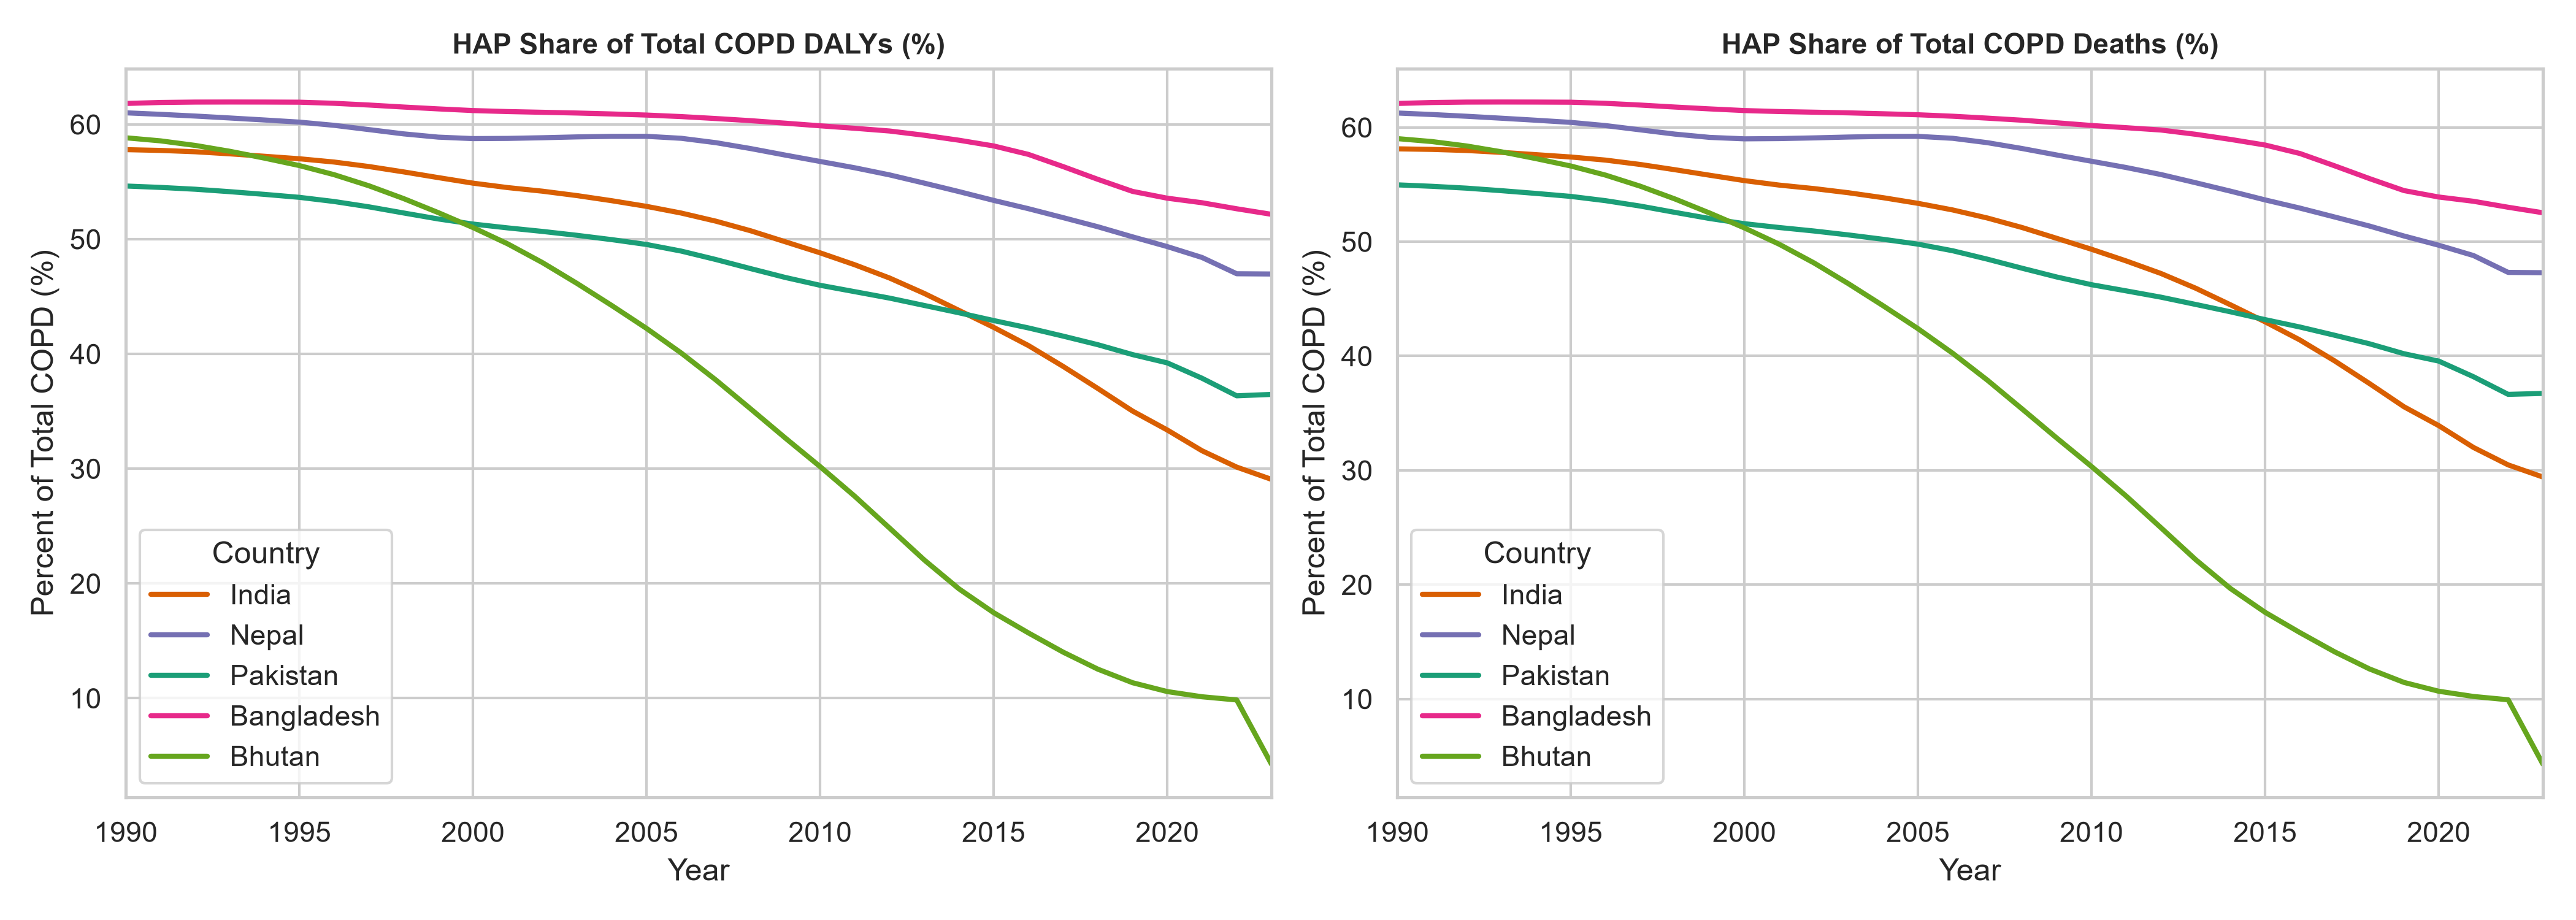 HAP Share of Total COPD DALYs (%)
Percent of Total COPD (%)
60
50
40
30
20
10
Country
India
Nepal
Pakistan
Bangladesh
Bhutan
1990 1995 2000 2005 2010 2015 2020
Year
HAP Share of Total COPD Deaths (%)
Percent of Total COPD (%)
60
50
40
30
20
10
Country
India
Nepal
Pakistan
Bangladesh
Bhutan
1990 1995 2000 2005 2010 2015 2020
Year